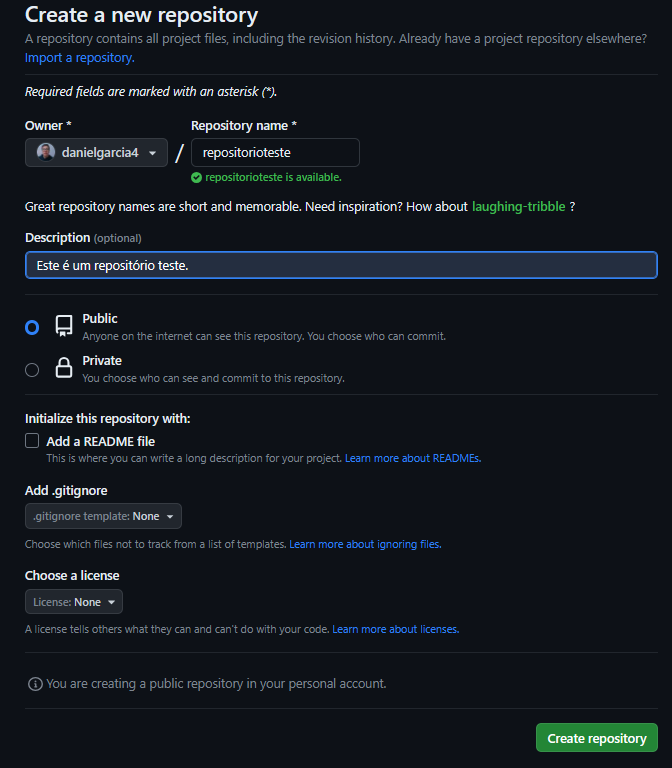 Create a new repository
A repository contains all project files, including the revision history. Already have a project repository elsewhere?
Import a repository.
Required fields are marked with an asterisk (*).
Owner * Repository name *
danielgarcia4 / repositorioteste
repositorioteste is available.
Great repository names are short and memorable. Need inspiration? How about laughing-tribble ?
Description (optional)
Este é um repositório teste.
Public
Anyone on the internet can see this repository. You choose who can commit.
Private
You choose who can see and commit to this repository.
Initialize this repository with:
Add a README file
This is where you can write a long description for your project. Learn more about READMEs.
Add .gitignore
.gitignore template: None
Choose which files not to track from a list of templates. Learn more about ignoring files.
Choose a license
License: None
A license tells others what they can and can't do with your code. Learn more about licenses.
You are creating a public repository in your personal account.
Create repository